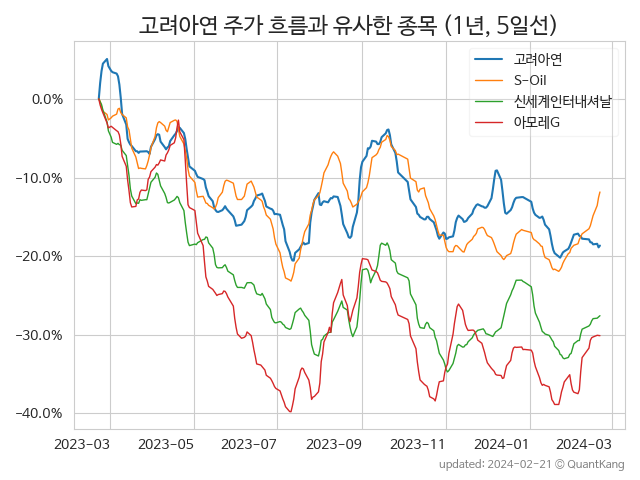 고려아연 주가 흐름과 유사한 종목 (1년, 5일선)
고려아연
S-Oil
신세계인터내셔날
아모레G
0.0%
−10.0%
−20.0%
−30.0%
−40.0%
2023-03 2023-05 2023-07 2023-09 2023-11 2024-01 2024-03
updated: 2024-02-21 © QuantKang